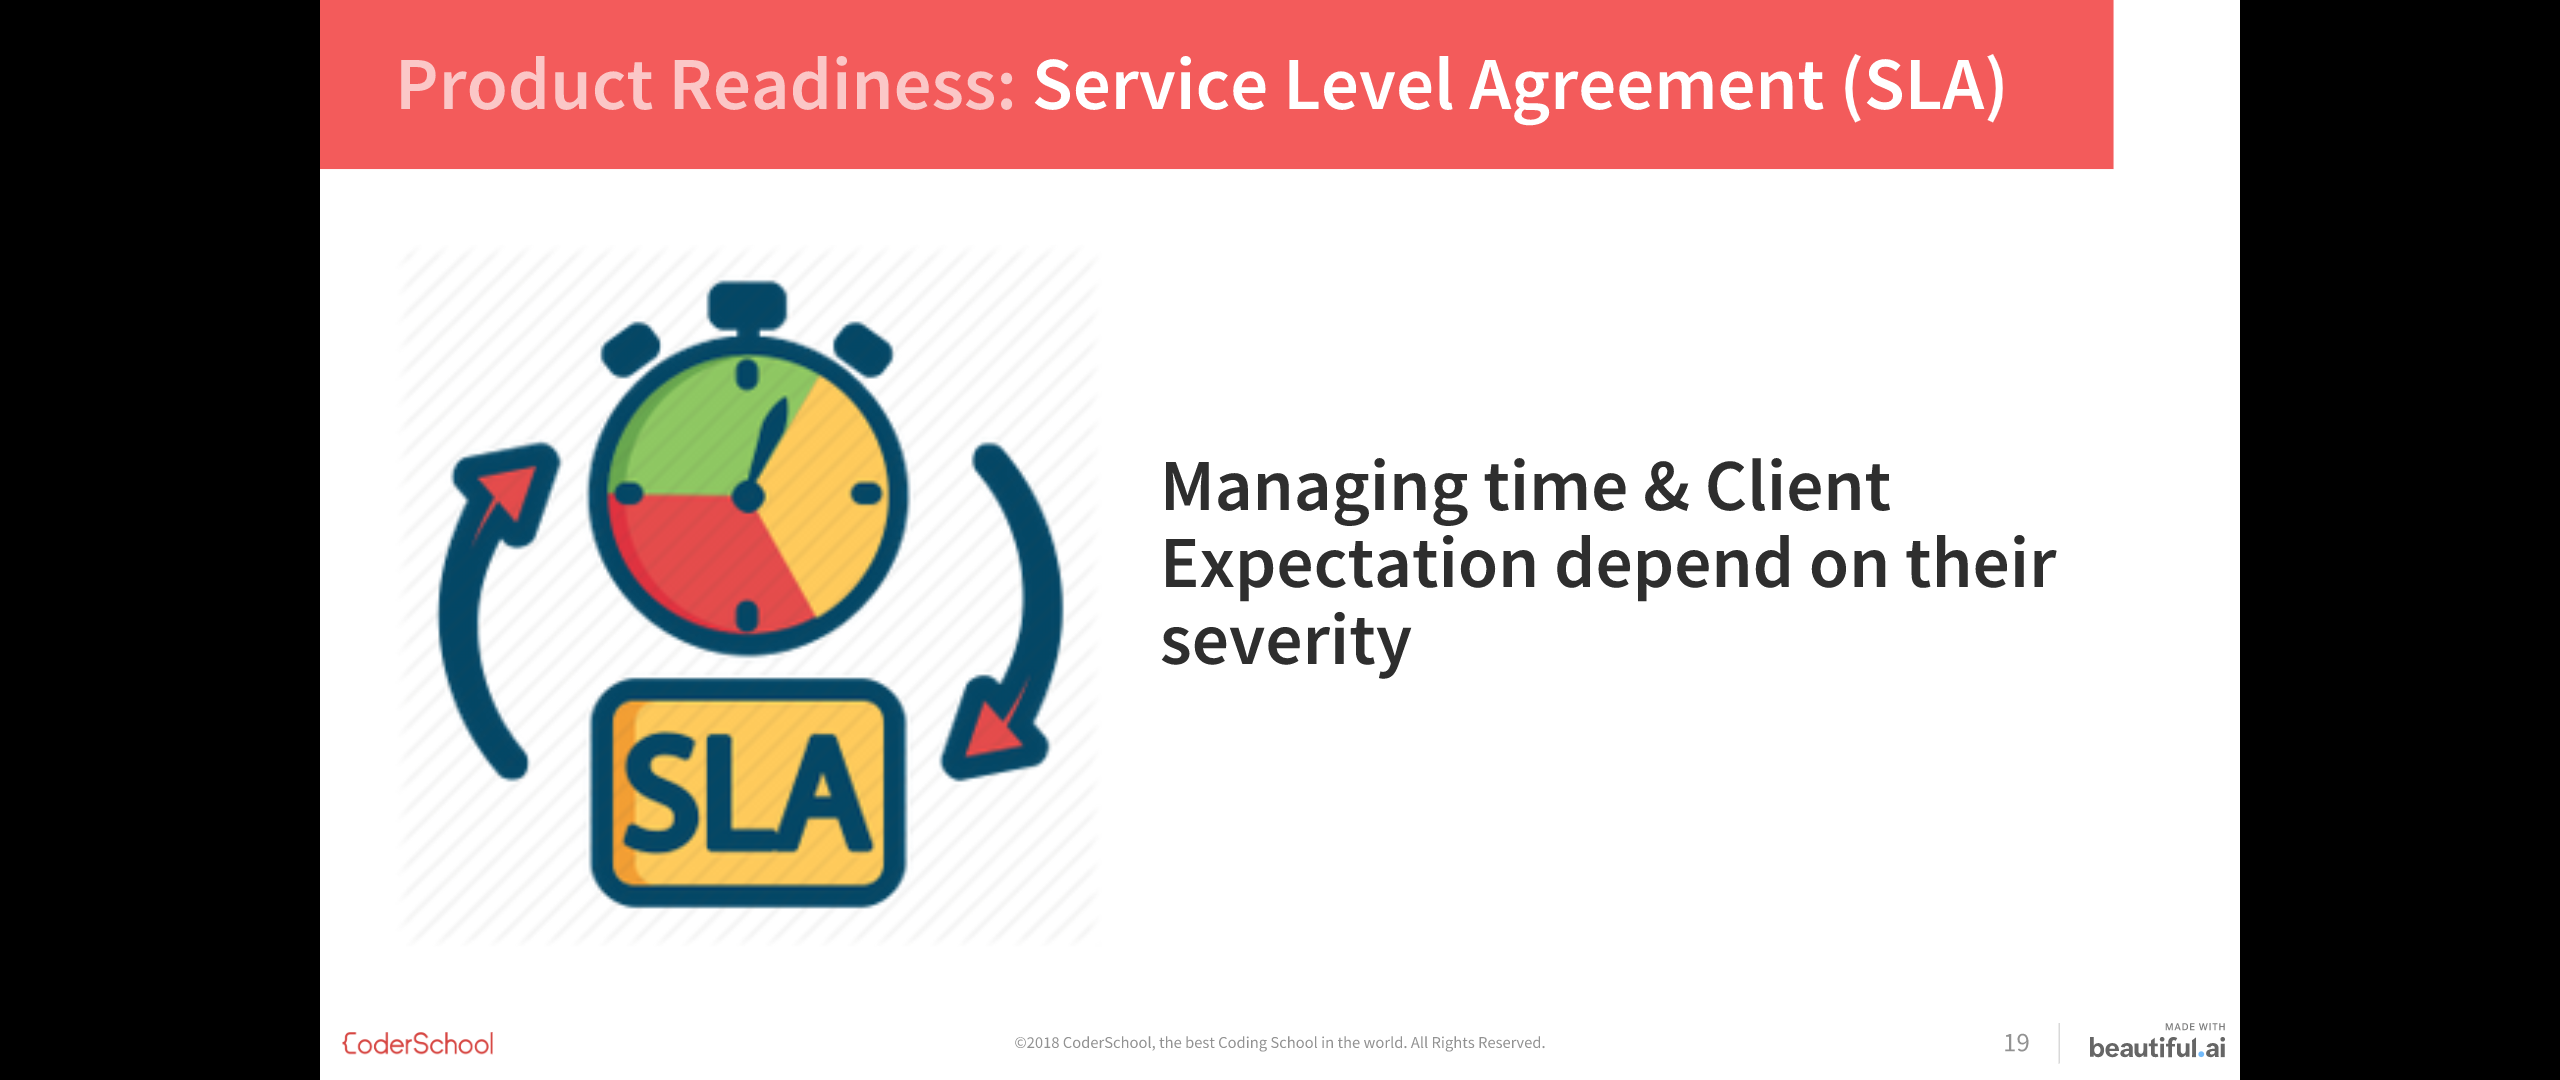 Product Readiness: Service Level Agreement (SLA)
Managing time & Client
Expectation depend on their
severity
SLA
CoderSchool
©2018 CoderSchool, the best Coding School in the world. All Rights Reserved.
19
MADE WITH
beautiful.ai